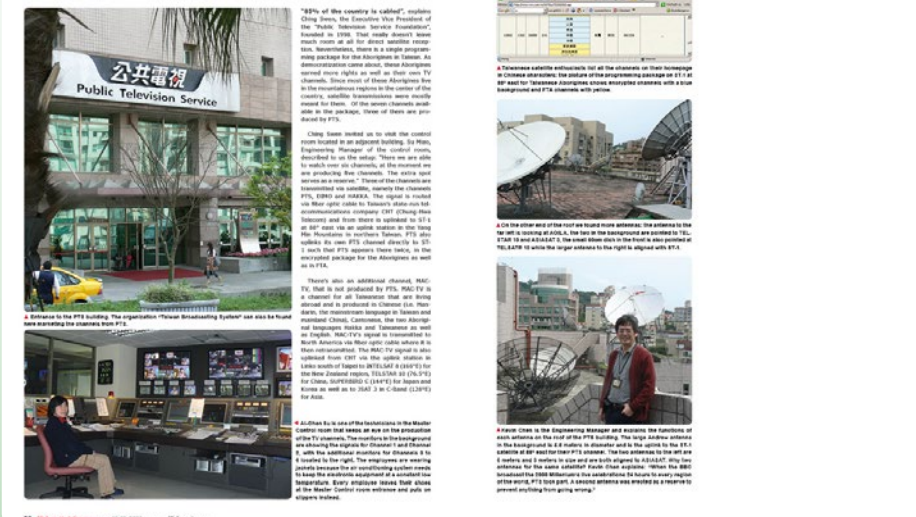 公共電視
Public Television Service
"85% of the country is cabled", explains
Ching Swen, the Executive Vice President of
the "Public Television Service Foundation",
founded in 1998. That really doesn't leave
much room at all for direct satellite recep-
tion. Nevertheless, there is a single program-
ming package for the Aborigines in Taiwan. As
democratization came about, these Aborigines
earned more rights as well as their own TV
channels. Since most of these Aborigines live
in the mountainous regions in the center of the
country, satellite transmissions were mostly
meant for them. Of the seven channels avail-
able in the package, three of them are pro-
duced by PTS.
Ching Swen invited us to visit the control
room located in an adjacent building. Su Main,
Engineering Manager of the control room,
described to us the setup: "Here we are able
to watch over six channels, at the moment we
are producing five channels. The extra spot
serves as a reserve." Three of the channels are
transmitted via satellite, namely the channels
PTS, DIMO and HAKKA. The signal is routed
via fiber optic cable to Taiwan's state-run tel-
ecommunications company CHT (Chung-Hwa
Telecom) and from there is uplinked to ST-1
at 88° east via an uplink station in the Yang
Min Mountains in northern Taiwan. PTS also
uplinks its own PTS channel directly to ST-
1 such that PTS appears there twice, in the
encrypted package for the Aborigines as well
as in FTA.
There's also an additional channel, MAC-
TV, that is not produced by PTS. MAC-TV is
a channel for all Taiwanese that are living
abroad and is produced in Chinese (i.e. Man-
darin, the mainstream language in Taiwan and
mainland China), Cantonese, the two Aborigi-
nal languages Hakka and Taiwanese as well
as English. MAC-TV's signal is transmitted to
North America via fiber optic cable where it is
then retransmitted. The MAC-TV signal is also
uplinked from CHT via the uplink station in
Linko south of Taipei to INTELSAT 8 (166°E) for
the New Zealand region, TELSTAR 10 (76.5°E)
for China, SUPERBIRD C (144°E) for Japan and
Korea as well as to JSAT 3 in C-Band (128°E)
for Asia.
Entrance to the PTS building. The organization "Taiwan Broadcasting System" can also be found
here marketing the channels from PTS.
Ai-Chen Su is one of the technicians in the Master
Control room that keeps an eye on the production
of the TV channels. The monitors in the background
are showing the signals for Channel 1 and Channel
2, with the additional monitors for Channels 3 to
6 located to the right. The employees are wearing
jackets because the air conditioning system needs
to keep the electronic equipment at a constant low
temperature. Every employee leaves their shoes
at the Master Control room entrance and puts on
slippers instead.
Taiwanese satellite enthusiasts list all the channels on their homepage
in Chinese characters: the picture of the programming package on ST-1 at
88° east for Taiwanese Aborigines shows encrypted channels with a blue
background and FTA channels with yellow.
On the other end of the roof we found more antennas: the antenna to the
far left is looking at AGILA, the two in the background are pointed to TEL-
STAR 10 and ASIASAT 3, the small 90cm dish in the front is also pointed at
TELSATR 10 while the larger antenna to the right is aligned with ST-1.
Kevin Chen is the Engineering Manager and explains the functions of
each antenna on the roof of the PTS building. The large Andrew antenna
in the background is 5.6 meters in diameter and is the uplink to the ST-1
satellite at 88° east for their PTS channel. The two antennas to the left are
5 meters and 3 meters in size and are both aligned to ASIASAT. Why two
antennas for the same satellite? Kevin Chen explains: "When the BBC
broadcast the 2000 Millennium live celebrations 24 hours to every region
of the world, PTS took part. A second antenna was erected as a reserve to
prevent anything from going wrong."